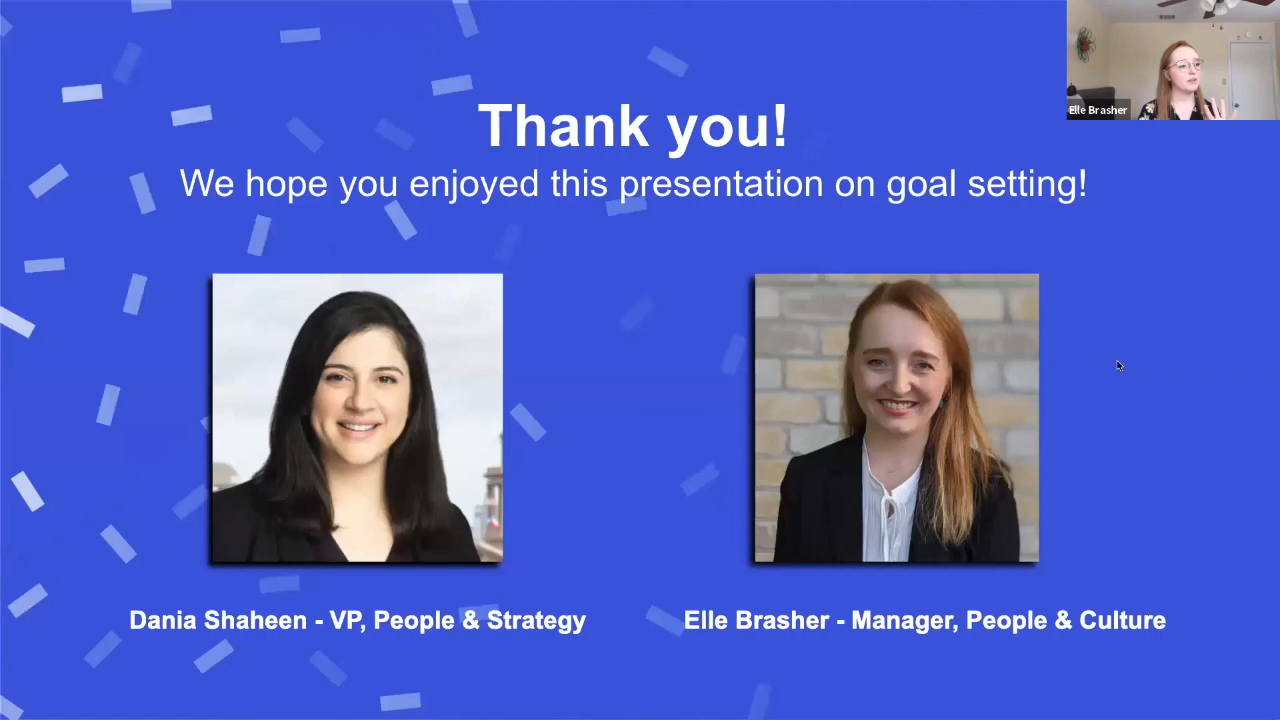 Elle Brasher
Thank you!
We hope you enjoyed this presentation on goal setting!
Dania Shaheen - VP, People & Strategy
Elle Brasher - Manager, People & Culture